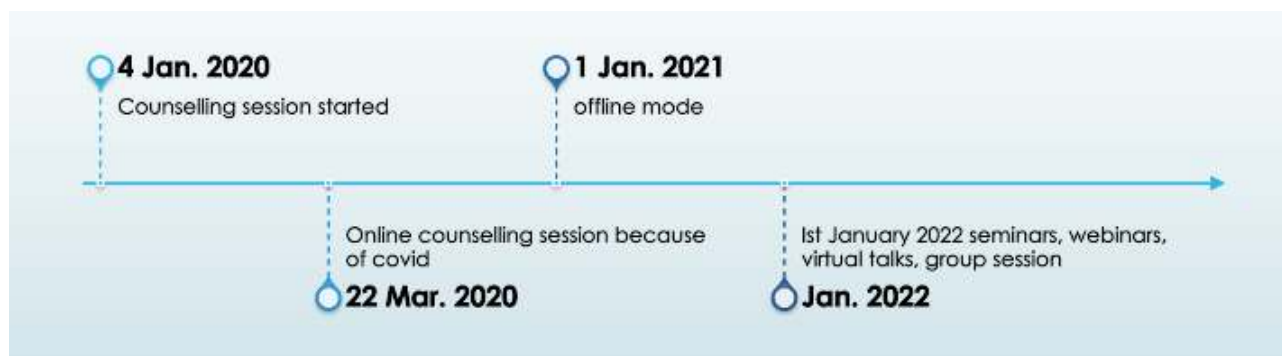 4 Jan. 2020
Counselling session started
1 Jan. 2021
offline mode
Online counselling session because
of covid
22 Mar. 2020
Ist January 2022 seminars, webinars,
virtual talks, group session
Jan. 2022